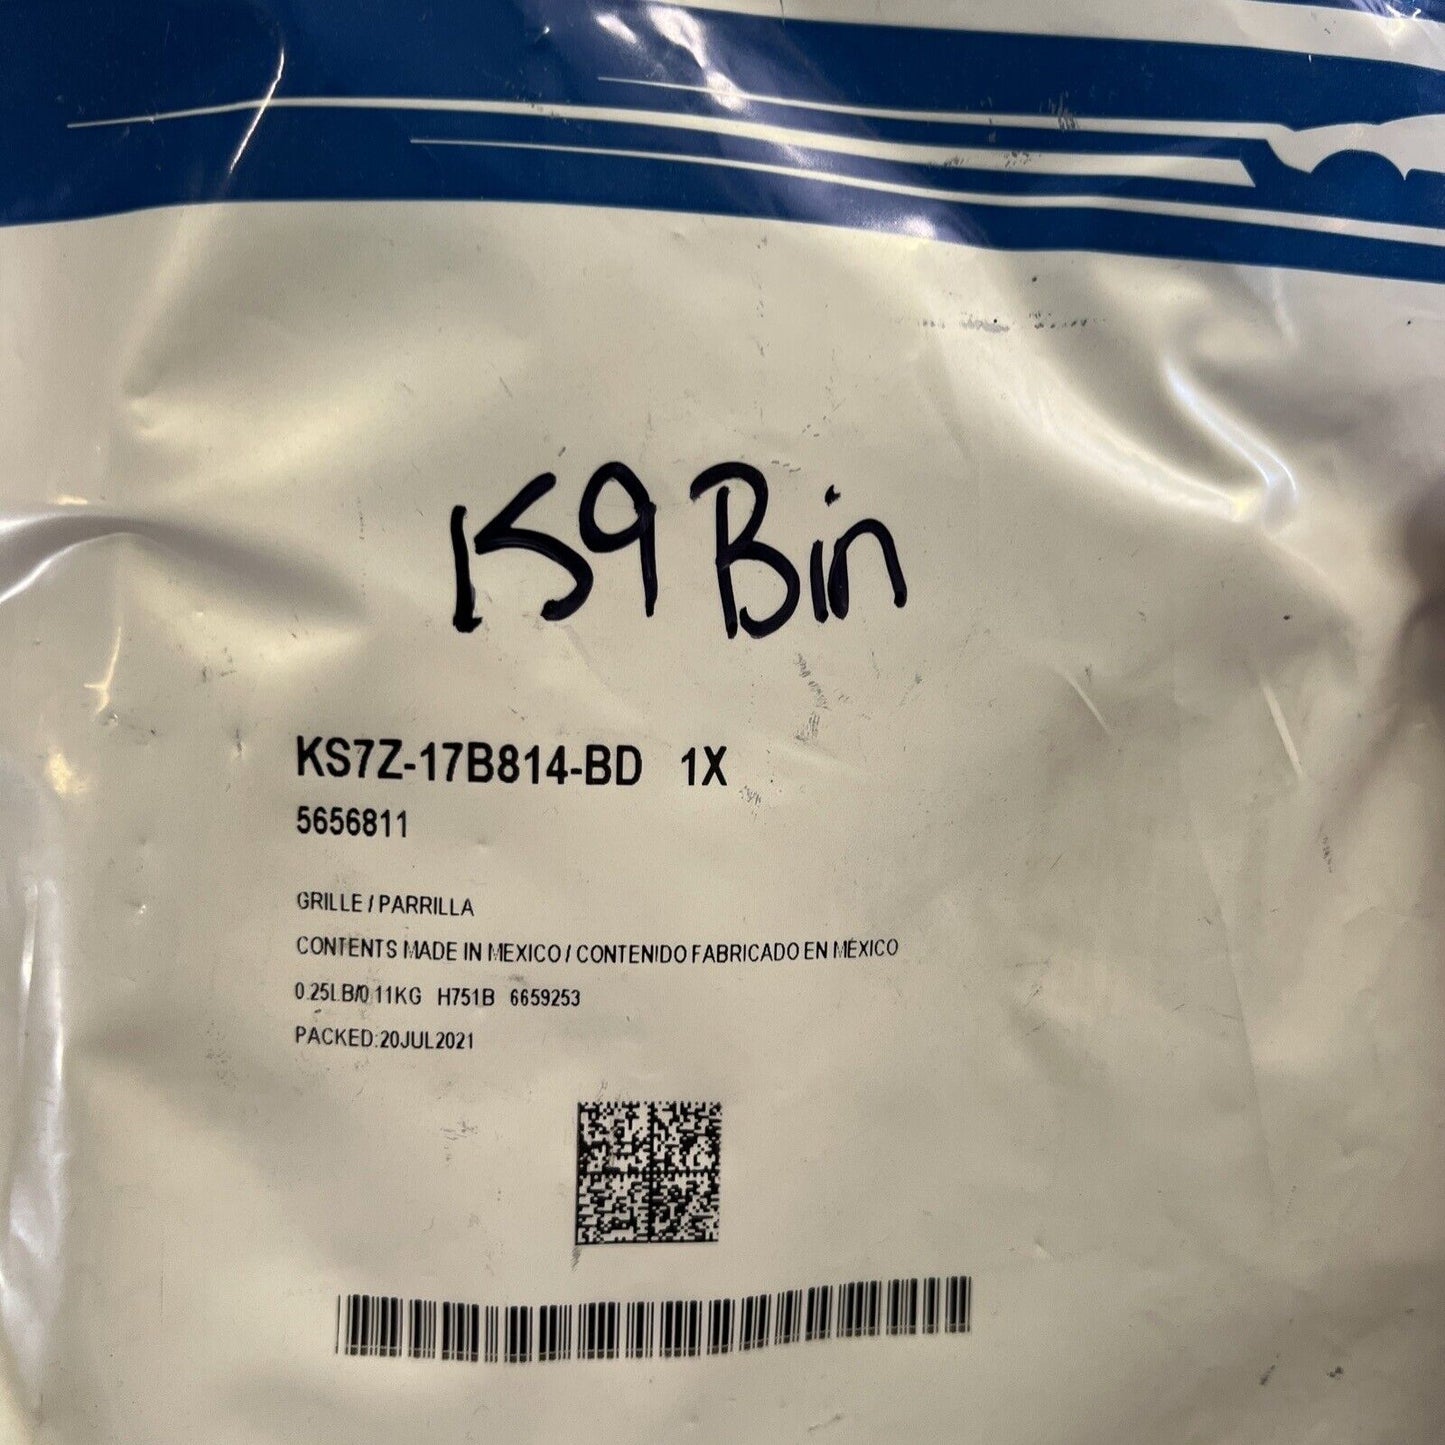 159 Bin
KS7Z-17B814-BD 1X
5656811
GRILLE / PARRILLA
CONTENTS MADE IN MEXICO / CONTENIDO FABRICADO EN MÉXICO
0.25LB/0.11KG H751B 6659253
PACKED:20JUL2021